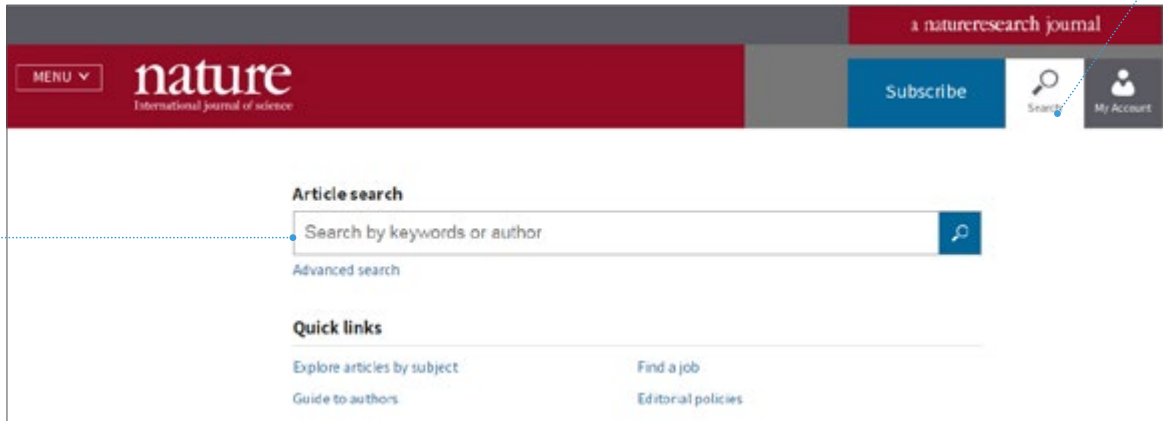 a natureresearch journal
MENU
nature
International journal of science
Subscribe
Search
My Account
Article search
Search by keywords or author
Advanced search
Quick links
Explore articles by subject
Find a job
Guide to authors
Editorial policies